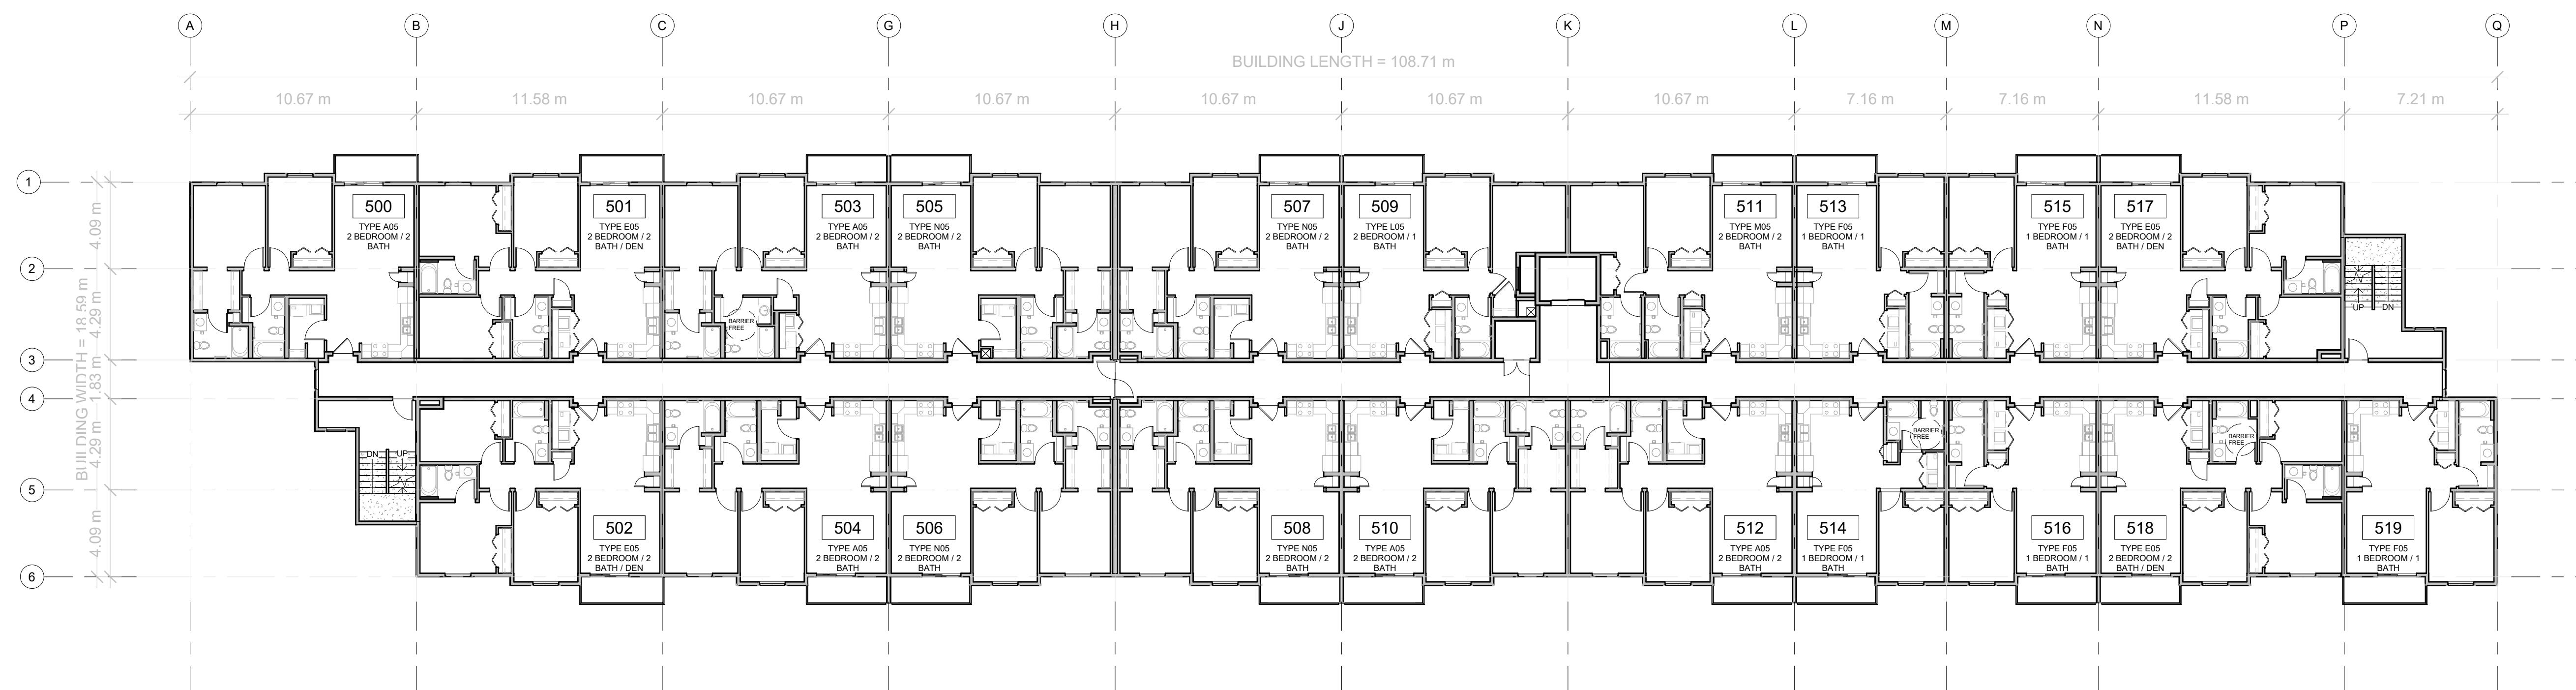 A B C G H J K L M N P Q
BUILDING LENGTH = 108.71 m
10.67 m 11.58 m 10.67 m 10.67 m 10.67 m 10.67 m 10.67 m 7.16 m 7.16 m 11.58 m 7.21 m
1
2
3
4
5
6
BUILDING WIDTH = 18.59 m
4.09 m
4.29 m
1.83 m
4.29 m
4.09 m
500
TYPE A05
2 BEDROOM / 2
BATH
501
TYPE E05
2 BEDROOM / 2
BATH / DEN
503
TYPE A05
2 BEDROOM / 2
BATH
505
TYPE N05
2 BEDROOM / 2
BATH
507
TYPE N05
2 BEDROOM / 2
BATH
509
TYPE L05
2 BEDROOM / 1
BATH
511
TYPE M05
2 BEDROOM / 2
BATH
513
TYPE F05
1 BEDROOM / 1
BATH
515
TYPE F05
1 BEDROOM / 1
BATH
517
TYPE E05
2 BEDROOM / 2
BATH / DEN
UP DN
BARRIER
FREE
DN UP
BARRIER
FREE
BARRIER
FREE
502
TYPE E05
2 BEDROOM / 2
BATH / DEN
504
TYPE A05
2 BEDROOM / 2
BATH
506
TYPE N05
2 BEDROOM / 2
BATH
508
TYPE N05
2 BEDROOM / 2
BATH
510
TYPE A05
2 BEDROOM / 2
BATH
512
TYPE A05
2 BEDROOM / 2
BATH
514
TYPE F05
1 BEDROOM / 1
BATH
516
TYPE F05
1 BEDROOM / 1
BATH
518
TYPE E05
2 BEDROOM / 2
BATH / DEN
519
TYPE F05
1 BEDROOM / 1
BATH